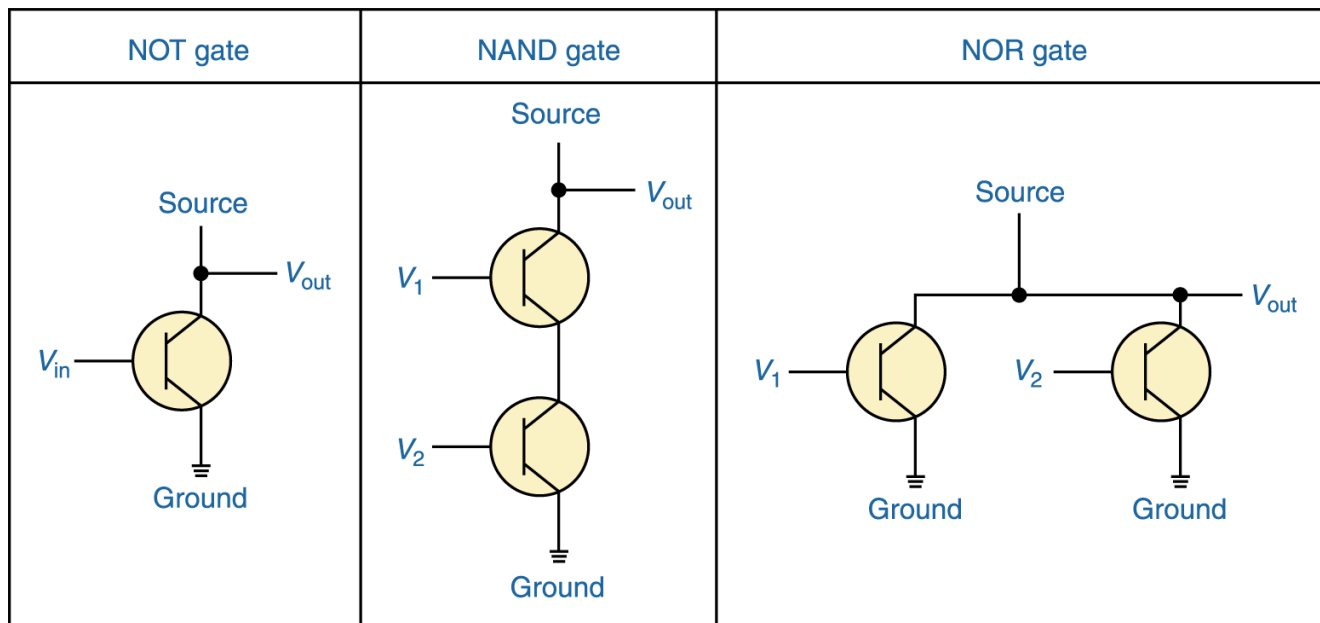 NOT gate
NAND gate
NOR gate
Source
V_out
V_in
Ground
Source
V_out
V_1
V_2
Ground
Source
V_out
V_1
V_2
Ground
Ground